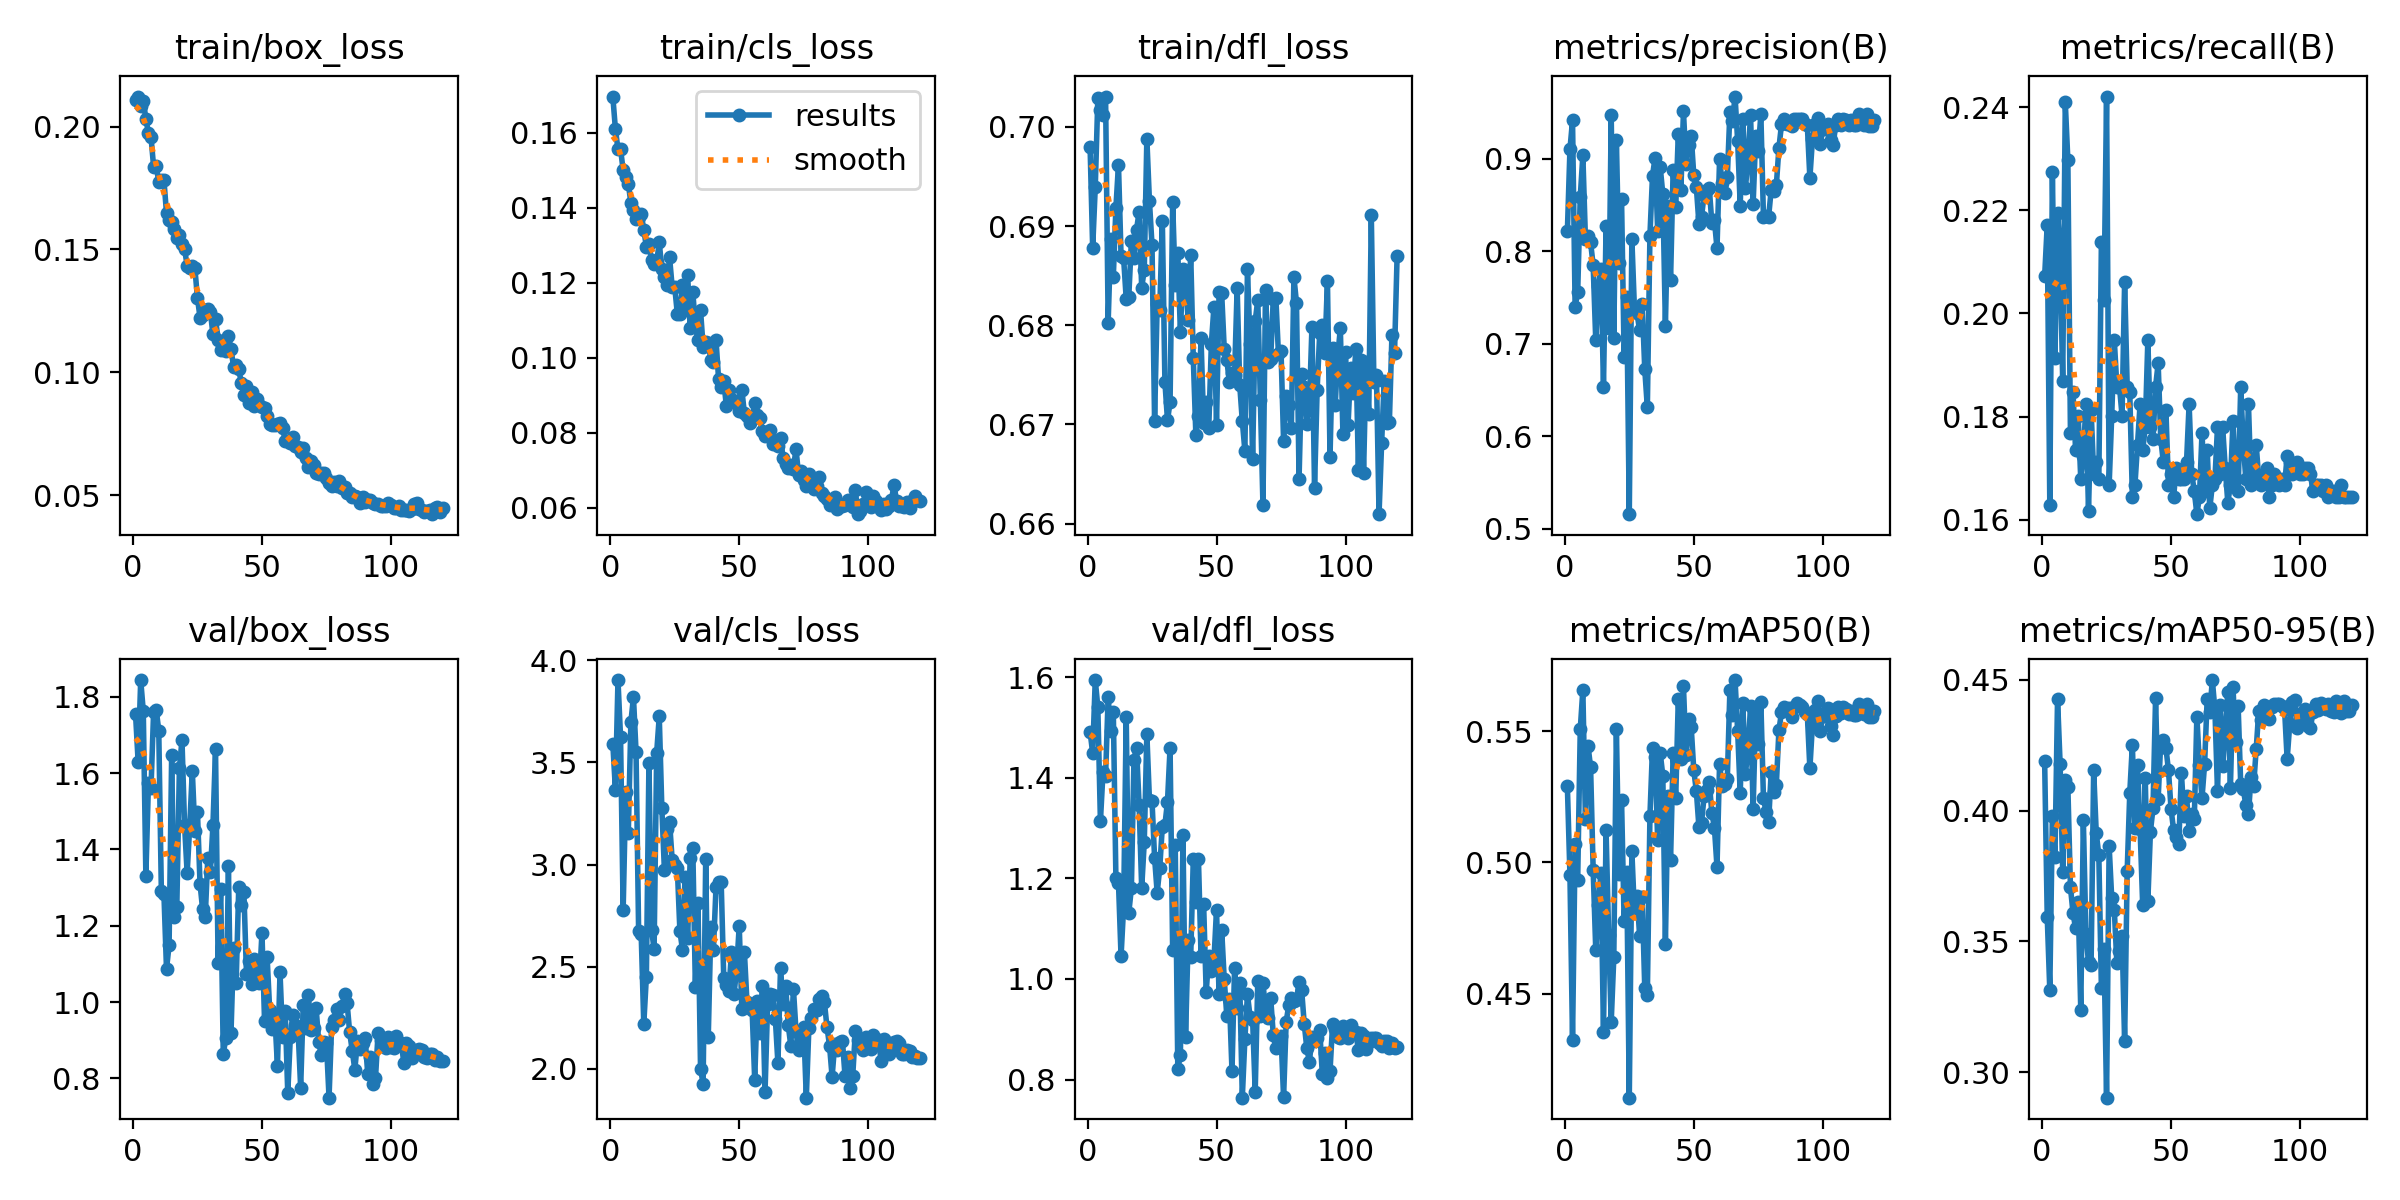 train/box_loss
0.20
0.15
0.10
0.05
0 50 100
train/cls_loss
results
smooth
0.16
0.14
0.12
0.10
0.08
0.06
0 50 100
train/dfl_loss
0.70
0.69
0.68
0.67
0.66
0 50 100
metrics/precision(B)
0.9
0.8
0.7
0.6
0.5
0 50 100
metrics/recall(B)
0.24
0.22
0.20
0.18
0.16
0 50 100
val/box_loss
1.8
1.6
1.4
1.2
1.0
0.8
0 50 100
val/cls_loss
4.0
3.5
3.0
2.5
2.0
0 50 100
val/dfl_loss
1.6
1.4
1.2
1.0
0.8
0 50 100
metrics/mAP50(B)
0.55
0.50
0.45
0 50 100
metrics/mAP50-95(B)
0.45
0.40
0.35
0.30
0 50 100